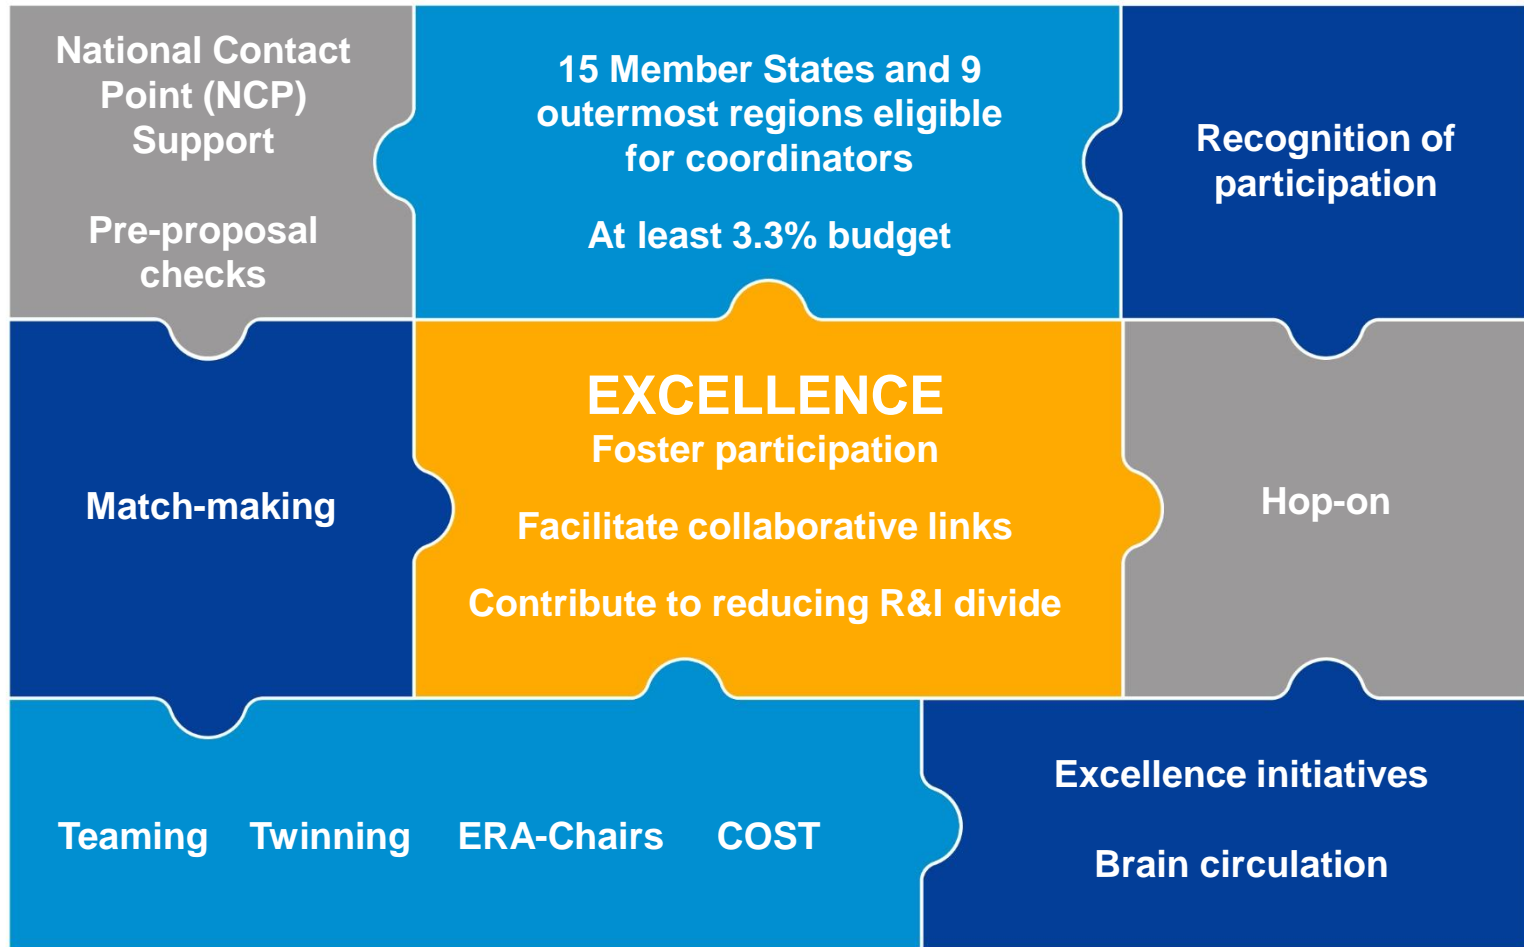 National Contact
Point (NCP)
Support
Pre-proposal
checks
15 Member States and 9
outermost regions eligible
for coordinators
At least 3.3% budget
Recognition of
participation
Match-making
EXCELLENCE
Foster participation
Facilitate collaborative links
Contribute to reducing R&I divide
Hop-on
Teaming Twinning ERA-Chairs COST
Excellence initiatives
Brain circulation